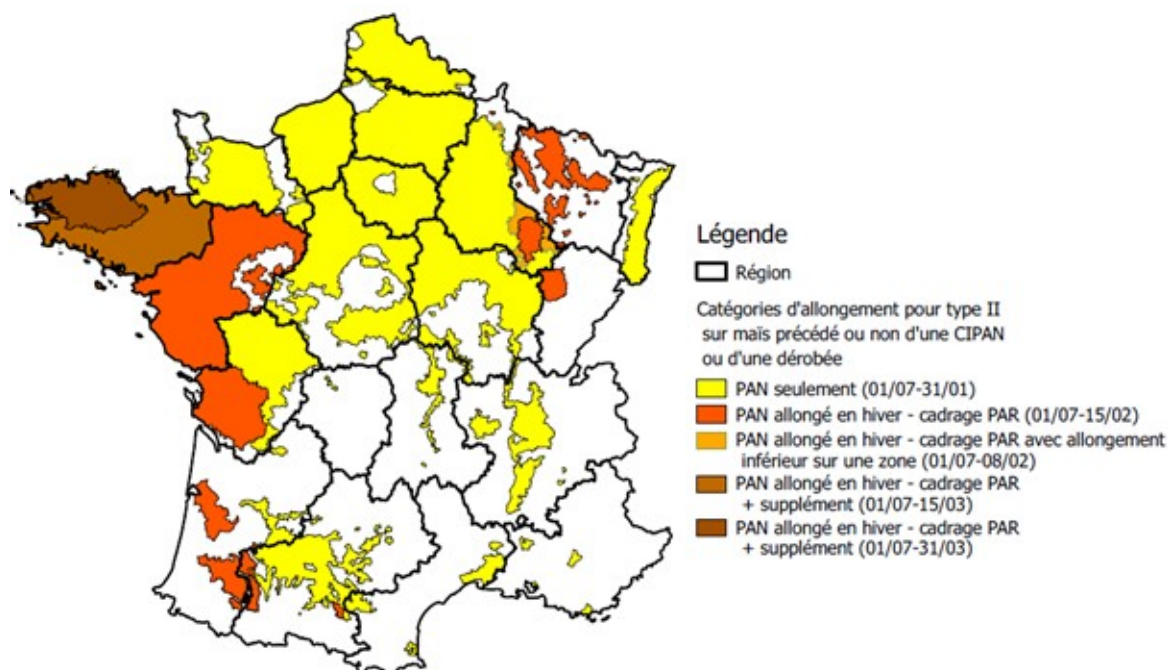 Légende
Région
Catégories d'allongement pour type II
sur maïs précédé ou non d'une CIPAN
ou d'une dérobée
PAN seulement (01/07-31/01)
PAN allongé en hiver - cadrage PAR (01/07-15/02)
PAN allongé en hiver - cadrage PAR avec allongement
inférieur sur une zone (01/07-08/02)
PAN allongé en hiver - cadrage PAR
+ supplément (01/07-15/03)
PAN allongé en hiver - cadrage PAR
+ supplément (01/07-31/03)